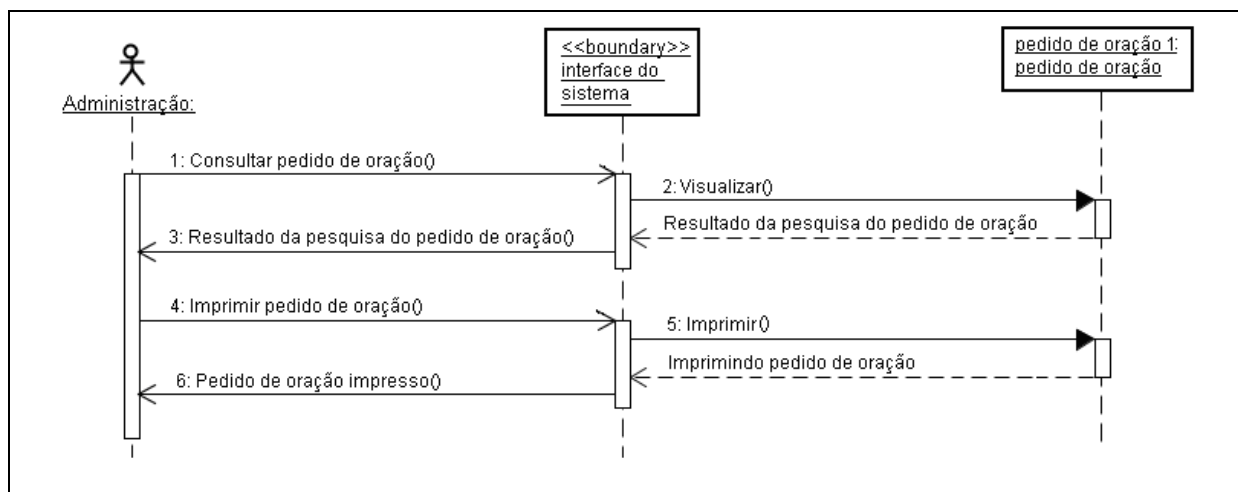 <<boundary>>
interface do
sistema
pedido de oração 1:
pedido de oração
Administração:
1: Consultar pedido de oração()
2: Visualizar()
Resultado da pesquisa do pedido de oração
3: Resultado da pesquisa do pedido de oração()
4: Imprimir pedido de oração()
5: Imprimir()
Imprimindo pedido de oração
6: Pedido de oração impresso()